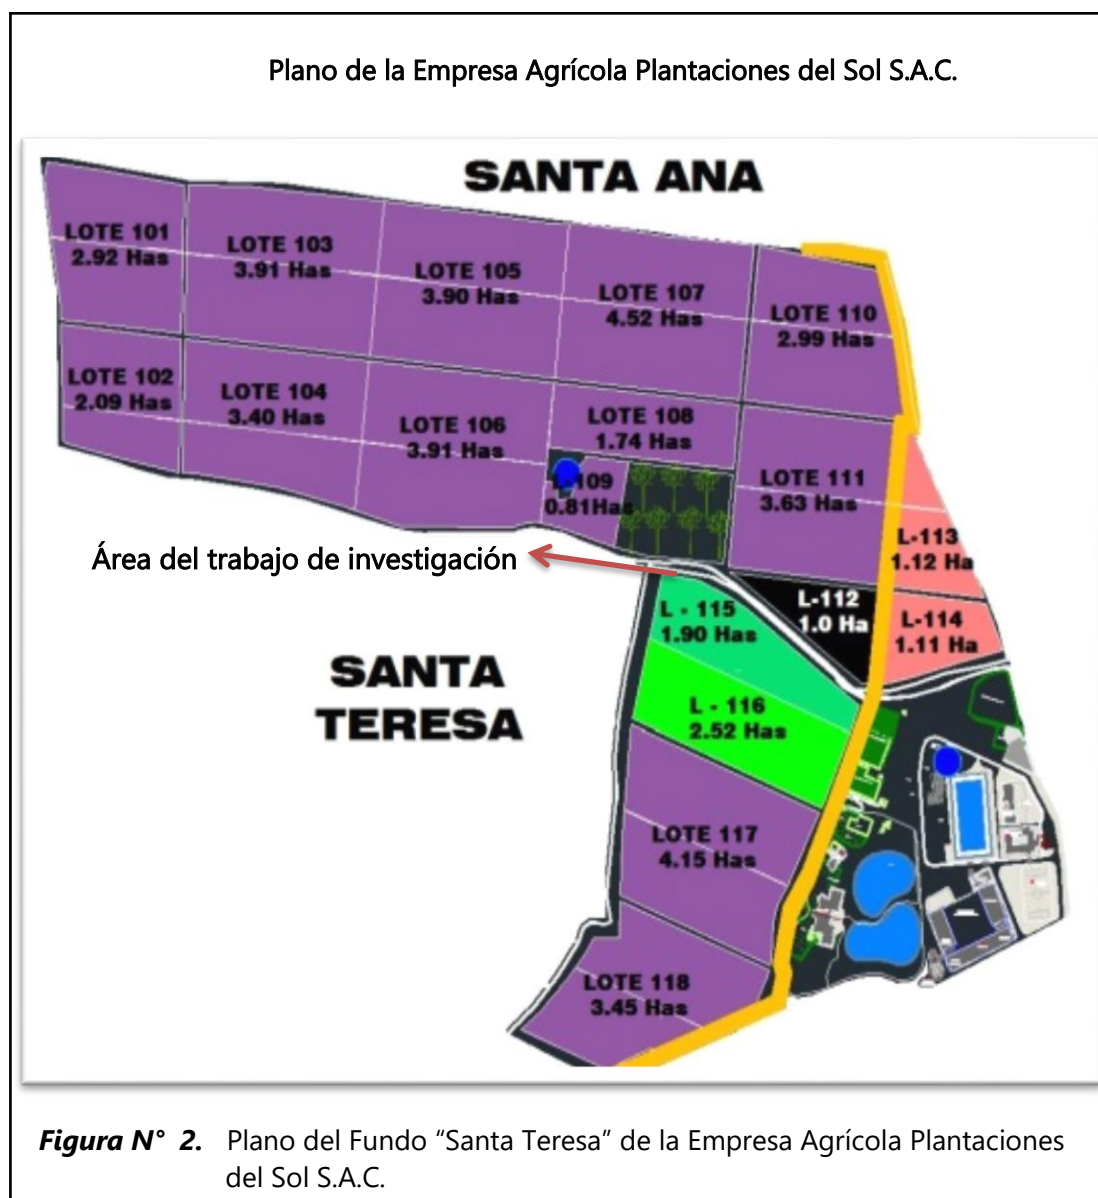 Plano de la Empresa Agrícola Plantaciones del Sol S.A.C.
SANTA ANA
LOTE 101
2.92 Has
LOTE 103
3.91 Has
LOTE 105
3.90 Has
LOTE 107
4.52 Has
LOTE 110
2.99 Has
LOTE 102
2.09 Has
LOTE 104
3.40 Has
LOTE 106
3.91 Has
LOTE 108
1.74 Has
L-109
0.81Has
LOTE 111
3.63 Has
L-113
1.12 Ha
Área del trabajo de investigación
L-112
1.0 Ha
L-114
1.11 Ha
L - 115
1.90 Has
SANTA
TERESA
L - 116
2.52 Has
LOTE 117
4.15 Has
LOTE 118
3.45 Has
Figura N° 2. Plano del Fundo “Santa Teresa” de la Empresa Agrícola Plantaciones
del Sol S.A.C.